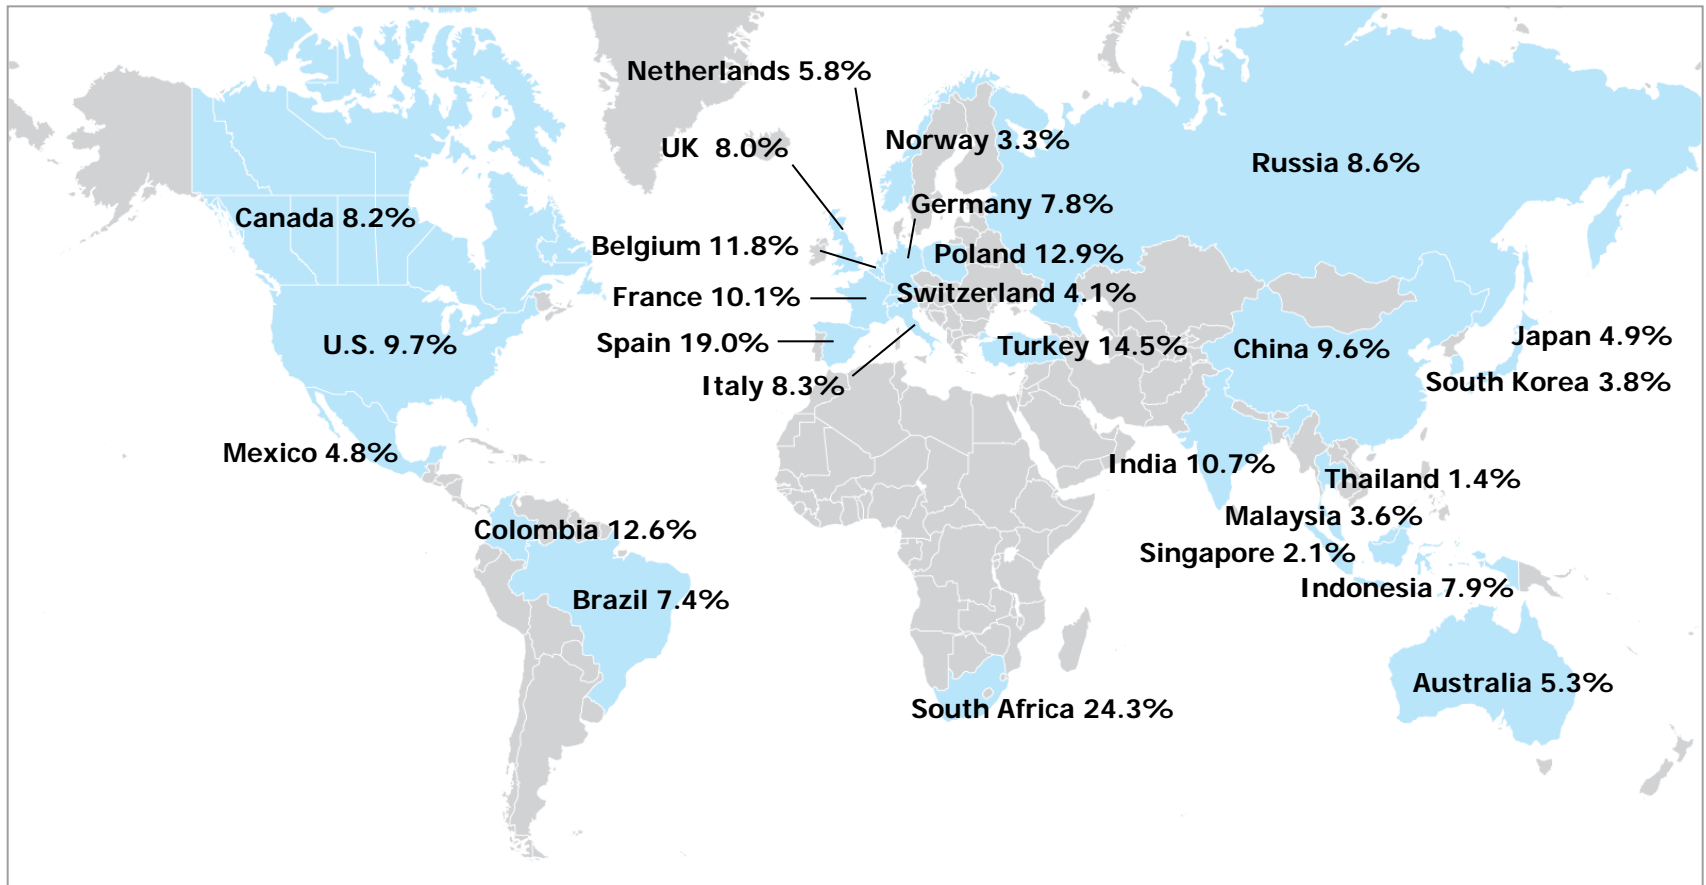 Netherlands 5.8%
UK  8.0%
Norway 3.3%
Russia 8.6%
Canada 8.2%
Germany 7.8%
Belgium 11.8%
Poland 12.9%
France 10.1%
Switzerland 4.1%
U.S. 9.7%
Spain 19.0%
Turkey 14.5%
China 9.6%
Japan 4.9%
Italy 8.3%
South Korea 3.8%
Mexico 4.8%
India 10.7%
Thailand 1.4%
Malaysia 3.6%
Colombia 12.6%
Singapore 2.1%
Indonesia 7.9%
Brazil 7.4%
Australia 5.3%
South Africa 24.3%